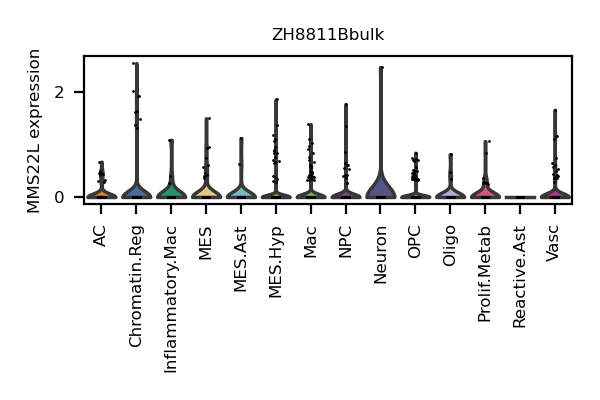 ZH8811Bbulk
MMS22L expression
2
0
AC
Chromatin.Reg
Inflammatory.Mac
MES
MES.Ast
MES.Hyp
Mac
NPC
Neuron
OPC
Oligo
Prolif.Metab
Reactive.Ast
Vasc